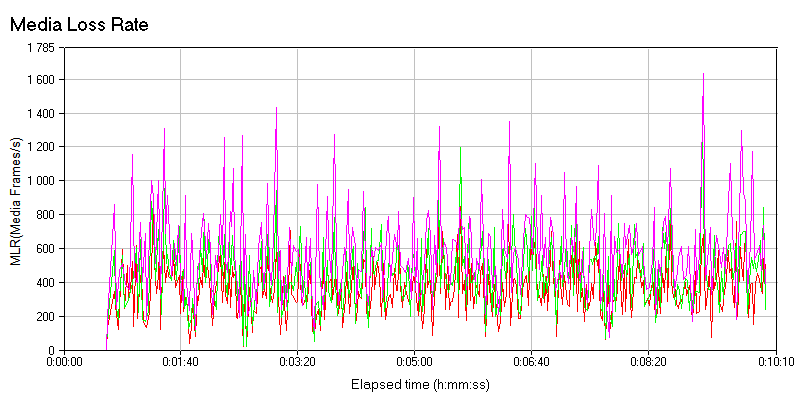 Media Loss Rate
1 785
1 600
1 400
1 200
1 000
800
600
400
200
0
MLR(Media Frames/s)
0:00:00 0:01:40 0:03:20 0:05:00 0:06:40 0:08:20 0:10:10
Elapsed time (h:mm:ss)